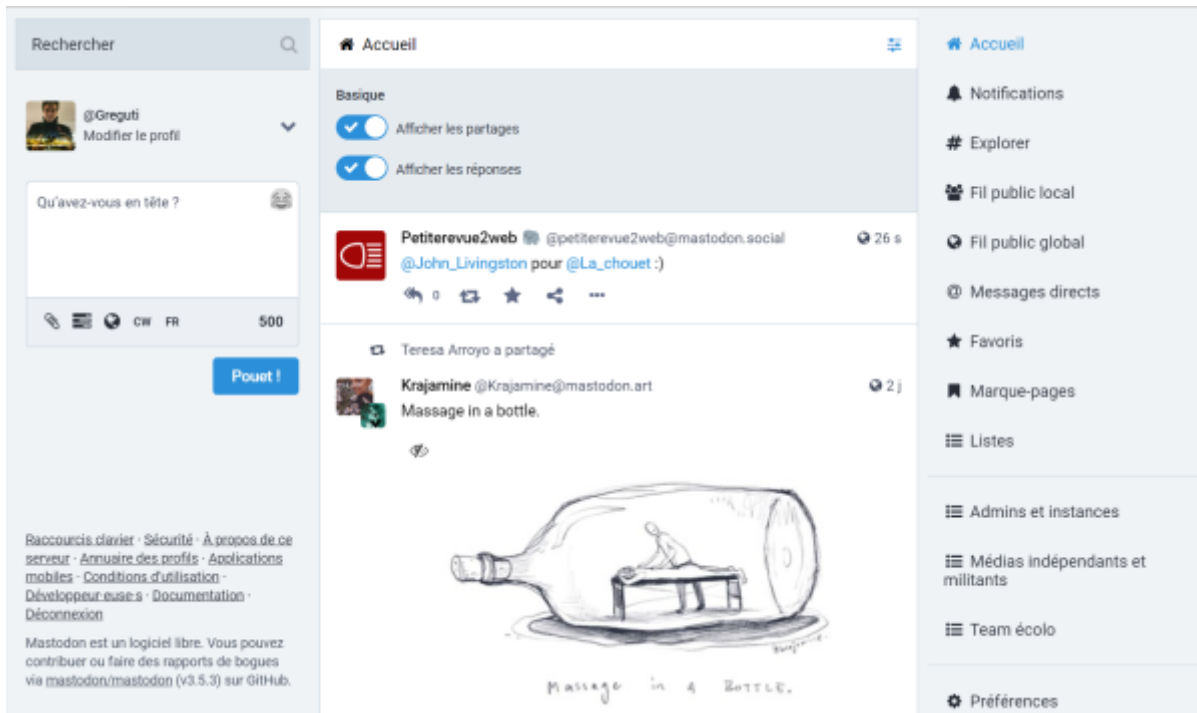 Rechercher
@Greguti
Modifier le profil
Qu'avez-vous en tête ?
CW FR 500
Pouet !
Raccourcis clavier · Sécurité · À propos de ce
serveur · Annuaire des profils · Applications
mobiles · Conditions d'utilisation ·
Développeur·euse·s · Documentation ·
Déconnexion
Mastodon est un logiciel libre. Vous pouvez
contribuer ou faire des rapports de bogues
via mastodon/mastodon (v3.5.3) sur GitHub.
Accueil
Basique
Afficher les partages
Afficher les réponses
Petiterevue2web @petiterevue2web@mastodon.social 26 s
@John_Livingston pour @La_chouet :)
0
Teresa Arroyo a partagé
Krajamine @Krajamine@mastodon.art 2 j
Massage in a bottle.
Krajamine.
Massage in A BOTTLE.
Accueil
Notifications
Explorer
Fil public local
Fil public global
Messages directs
Favoris
Marque-pages
Listes
Admins et instances
Médias indépendants et
militants
Team écolo
Préférences